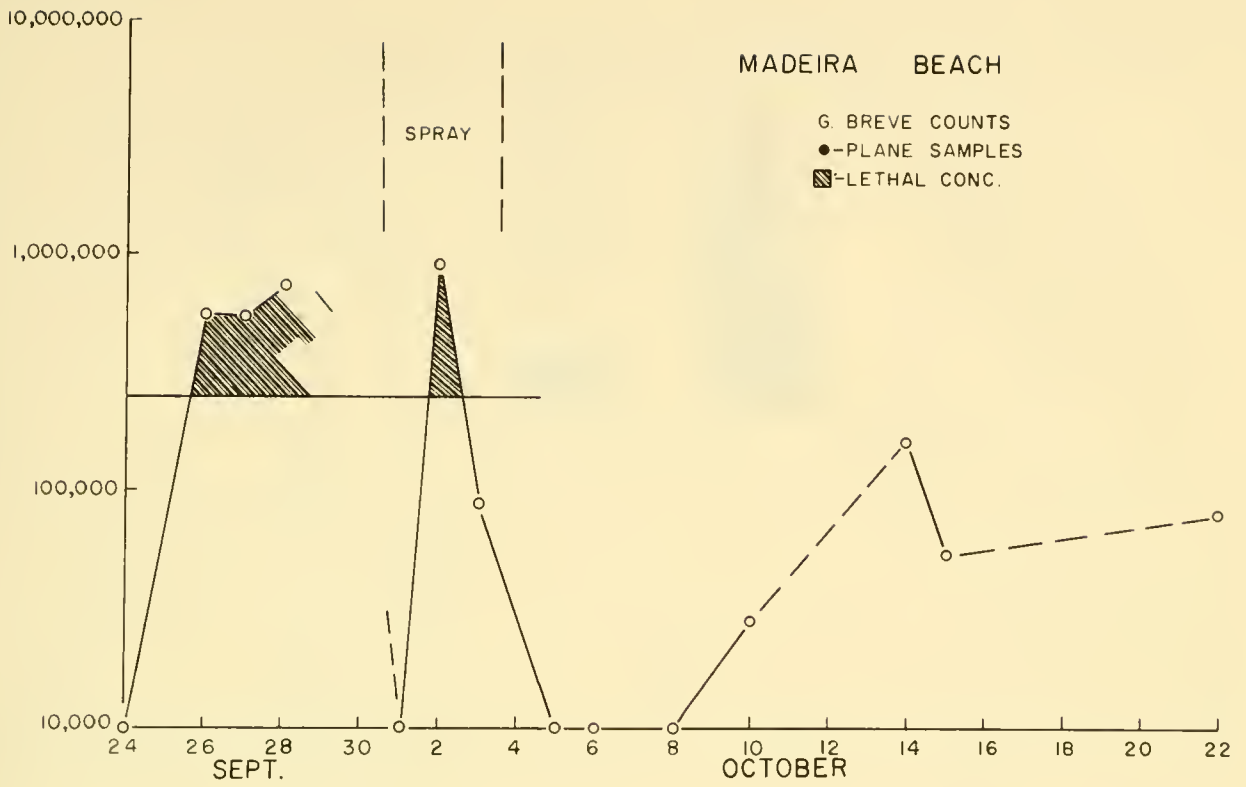 10,000,000
MADEIRA BEACH
G. BREVE COUNTS
SPRAY
●-PLANE SAMPLES
-LETHAL CONC.
1,000,000
100,000
10,000
24 26 28 30 2 4 6 8 10 12 14 16 18 20 22
SEPT. OCTOBER